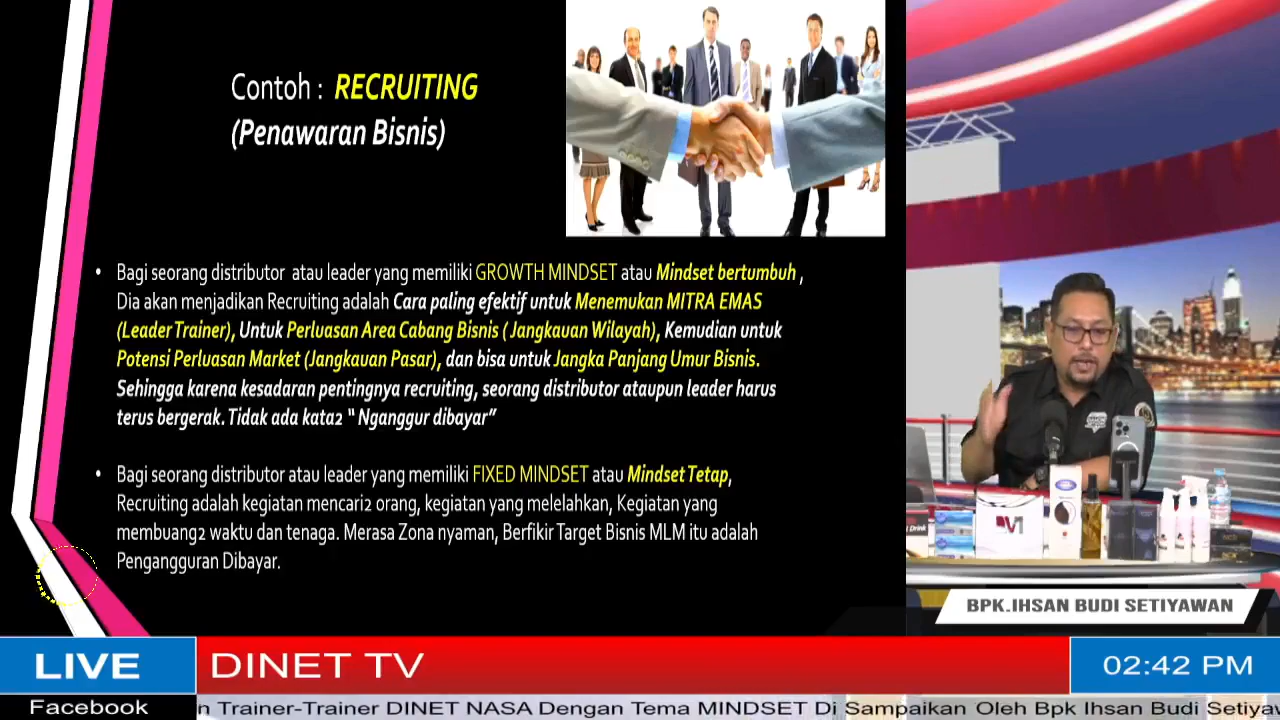 Contoh : RECRUITING
(Penawaran Bisnis)
• Bagi seorang distributor atau leader yang memiliki GROWTH MINDSET atau Mindset bertumbuh ,
Dia akan menjadikan Recruiting adalah Cara paling efektif untuk Menemukan MITRA EMAS
(Leader Trainer), Untuk Perluasan Area Cabang Bisnis ( Jangkauan Wilayah), Kemudian untuk
Potensi Perluasan Market (Jangkauan Pasar), dan bisa untuk Jangka Panjang Umur Bisnis.
Sehingga karena kesadaran pentingnya recruiting, seorang distributor ataupun leader harus
terus bergerak. Tidak ada kata2 “ Nganggur dibayar”
• Bagi seorang distributor atau leader yang memiliki FIXED MINDSET atau Mindset Tetap,
Recruiting adalah kegiatan mencari2 orang, kegiatan yang melelahkan, Kegiatan yang
membuang2 waktu dan tenaga. Merasa Zona nyaman, Berfikir Target Bisnis MLM itu adalah
Pengangguran Dibayar.
Drink
V1
BPK.IHSAN BUDI SETIYAWAN
LIVE
DINET TV
02:42 PM
Facebook
n Trainer-Trainer DINET NASA Dengan Tema MINDSET Di Sampaikan Oleh Bpk Ihsan Budi Setiyaw